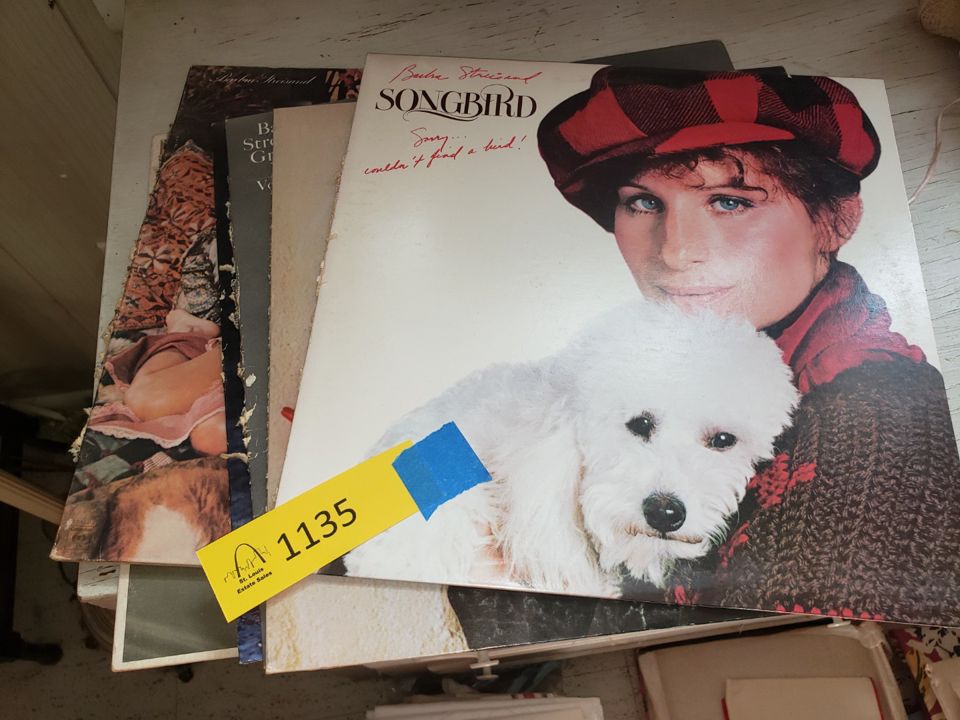 Barbra Streisand
SONGBIRD
Sorry...
couldn't find a bird!
Barbra Streisand
Ba
Stre
Gr
Vo
1135
St. Louis
Estate Sales